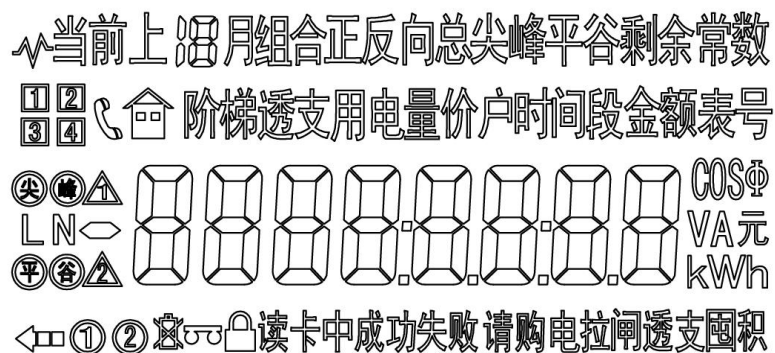 当前上18月组合正反向总尖峰平谷剩余常数
1 2
3 4
阶梯透支用电量价户时间段金额表号
尖峰1 88888888 COSΦ
LN VA元
平谷2 kWh
①②读卡中成功失败请购电拉闸透支囤积